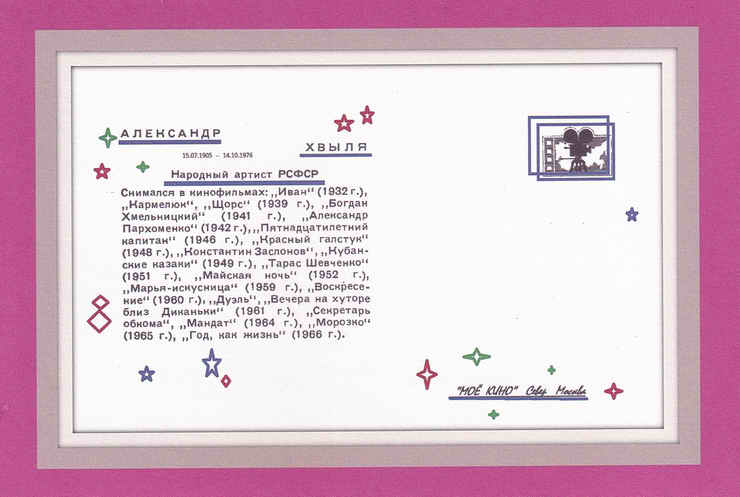 АЛЕКСАНДР
ХВЫЛЯ
15.07.1905 – 14.10.1976
Народный артист РСФСР
Снимался в кинофильмах: „Иван“ (1932 г.),
„Кармелюк“, „Щорс“ (1939 г.), „Богдан
Хмельницкий“ (1941 г.), „Александр
Пархоменко“ (1942 г.), „Пятнадцатилетний
капитан“ (1946 г.), „Красный галстук“
(1948 г.), „Константин Заслонов“, „Кубан-
ские казаки“ (1949 г.), „Тарас Шевченко“
(1951 г.), „Майская ночь“ (1952 г.),
„Марья-искусница“ (1959 г.), „Воскресе-
ние“ (1960 г.), „Дуэль“, „Вечера на хуторе
близ Диканьки“ (1961 г.), „Секретарь
обкома“, „Мандат“ (1964 г.), „Морозко“
(1965 г.), „Год, как жизнь“ (1966 г.).
"МОЁ КИНО" Север Москва